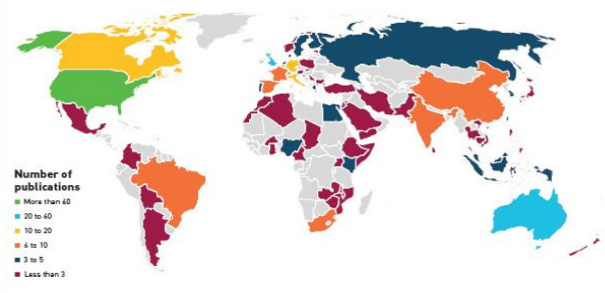 Number of
publications
More than 60
20 to 60
10 to 20
6 to 10
3 to 5
Less than 3